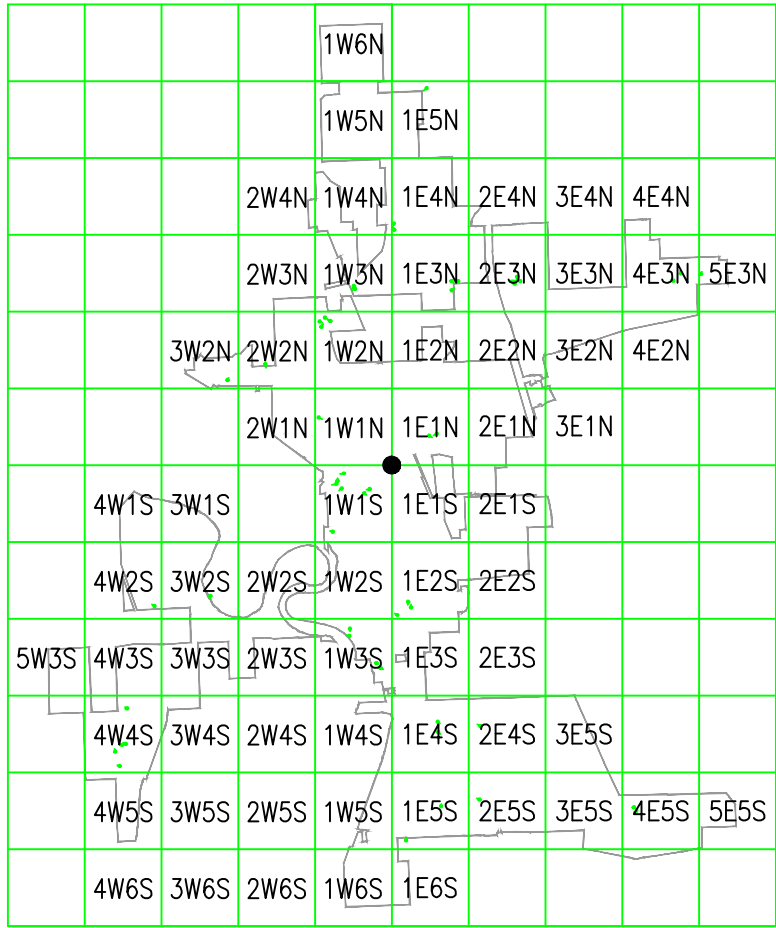 1W6N
1W5N 1E5N
2W4N 1W4N 1E4N 2E4N 3E4N 4E4N
2W3N 1W3N 1E3N 2E3N 3E3N 4E3N 5E3N
3W2N 2W2N 1W2N 1E2N 2E2N 3E2N 4E2N
2W1N 1W1N 1E1N 2E1N 3E1N
4W1S 3W1S 1W1S 1E1S 2E1S
4W2S 3W2S 2W2S 1W2S 1E2S 2E2S
5W3S 4W3S 3W3S 2W3S 1W3S 1E3S 2E3S
4W4S 3W4S 2W4S 1W4S 1E4S 2E4S 3E5S
4W5S 3W5S 2W5S 1W5S 1E5S 2E5S 3E5S 4E5S 5E5S
4W6S 3W6S 2W6S 1W6S 1E6S